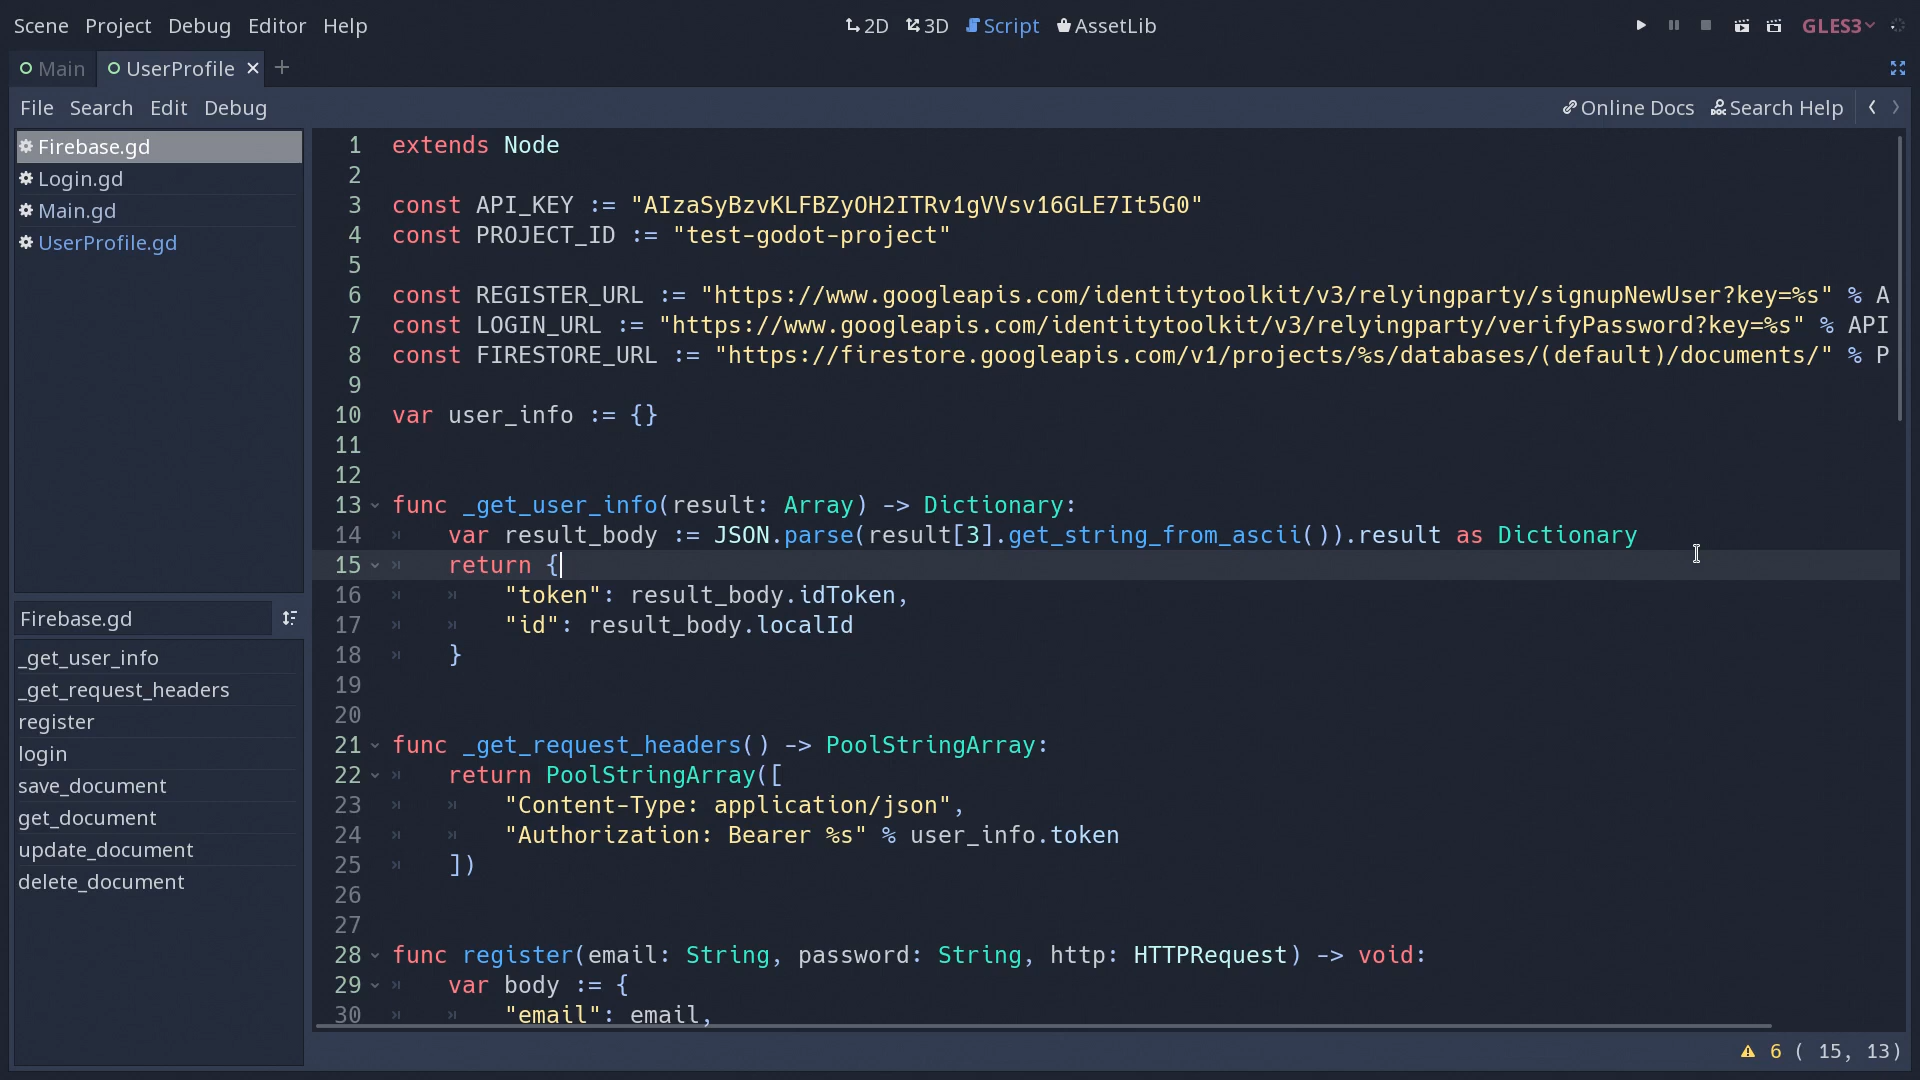 Scene Project Debug Editor Help 2D 3D Script AssetLib GLES3
Main UserProfile
File Search Edit Debug Online Docs Search Help
Firebase.gd
Login.gd
Main.gd
UserProfile.gd
Firebase.gd
_get_user_info
_get_request_headers
register
login
save_document
get_document
update_document
delete_document
1 extends Node
2
3 const API_KEY := "AIzaSyBzvKLFBZyOH2ITRv1gVVsv16GLE7It5G0"
4 const PROJECT_ID := "test-godot-project"
5
6 const REGISTER_URL := "https://www.googleapis.com/identitytoolkit/v3/relyingparty/signupNewUser?key=%s" % A
7 const LOGIN_URL := "https://www.googleapis.com/identitytoolkit/v3/relyingparty/verifyPassword?key=%s" % API
8 const FIRESTORE_URL := "https://firestore.googleapis.com/v1/projects/%s/databases/(default)/documents/" % P
9
10 var user_info := {}
11
12
13 func _get_user_info(result: Array) -> Dictionary:
14 var result_body := JSON.parse(result[3].get_string_from_ascii()).result as Dictionary
15 return {
16 "token": result_body.idToken,
17 "id": result_body.localId
18 }
19
20
21 func _get_request_headers() -> PoolStringArray:
22 return PoolStringArray([
23 "Content-Type: application/json",
24 "Authorization: Bearer %s" % user_info.token
25 ])
26
27
28 func register(email: String, password: String, http: HTTPRequest) -> void:
29 var body := {
30 "email": email,
6 ( 15, 13)